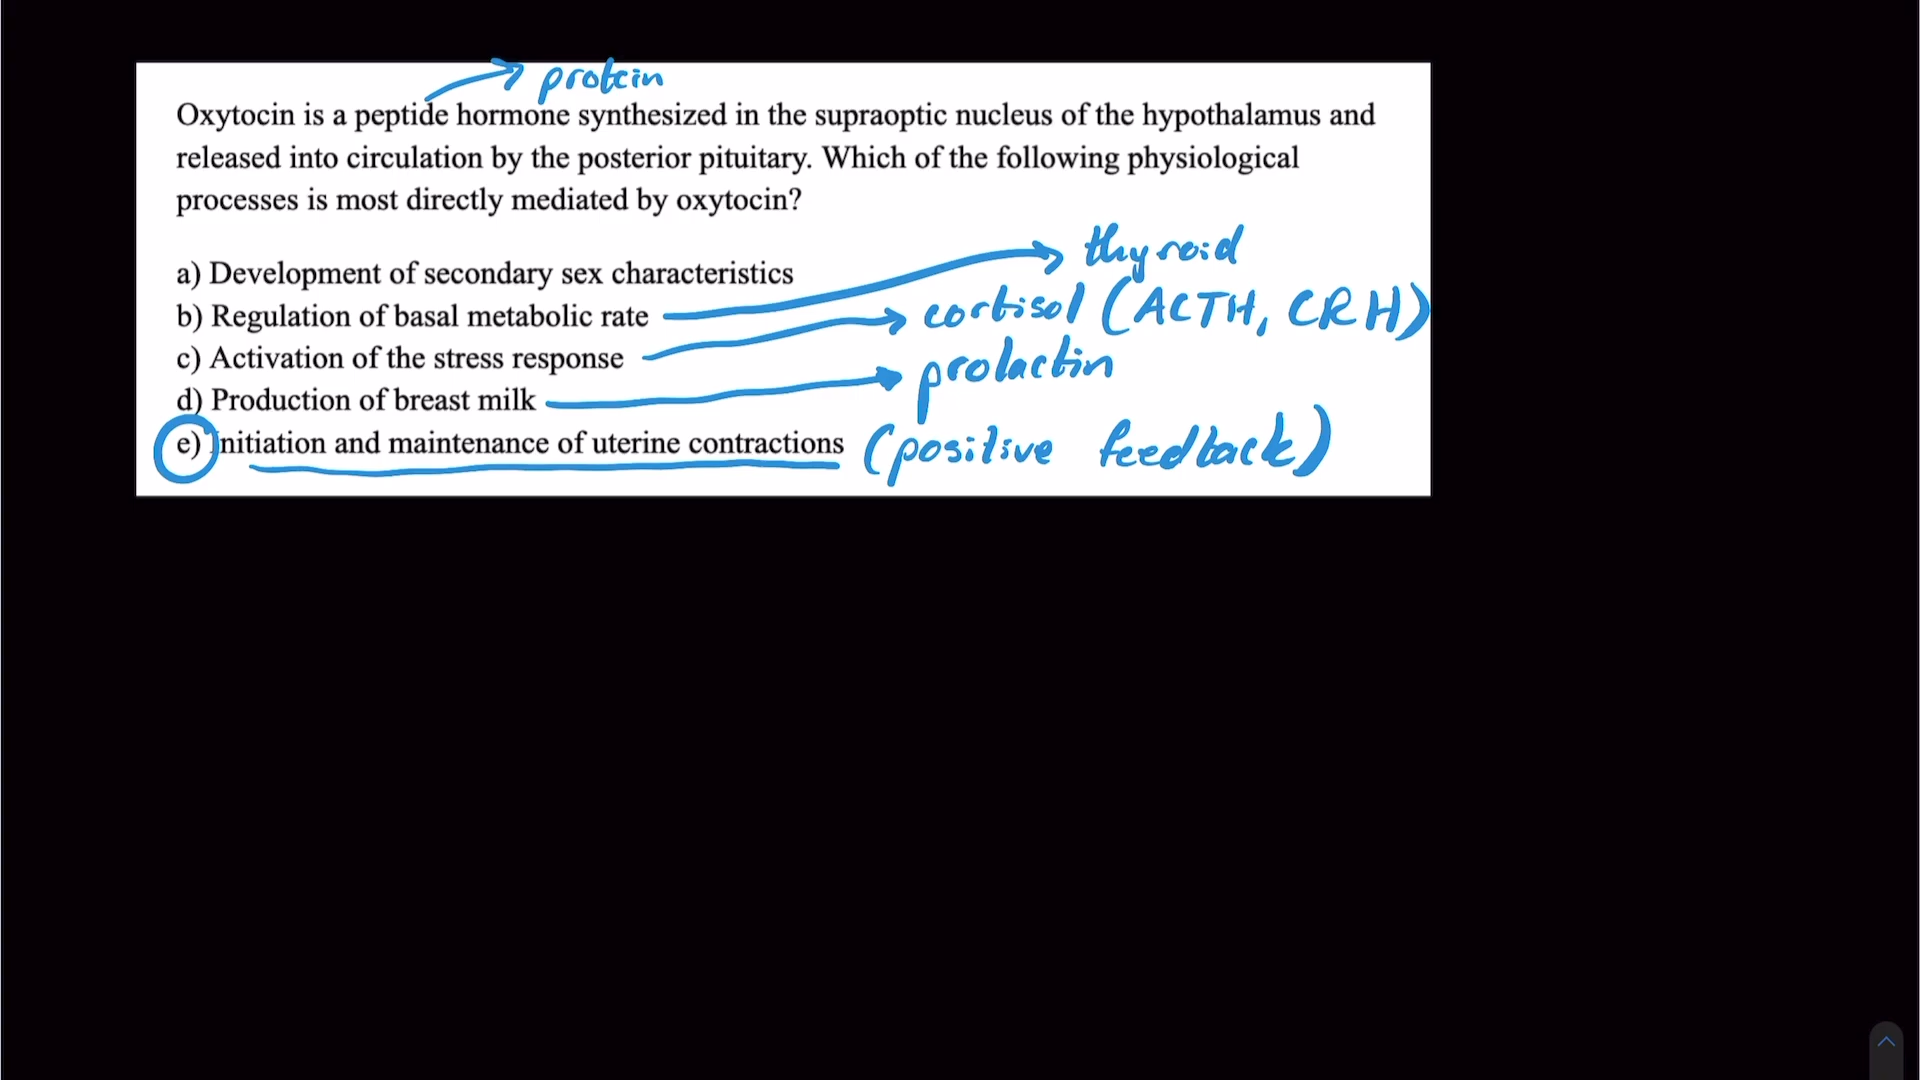 protein
Oxytocin is a peptide hormone synthesized in the supraoptic nucleus of the hypothalamus and
released into circulation by the posterior pituitary. Which of the following physiological
processes is most directly mediated by oxytocin?
a) Development of secondary sex characteristics
thyroid
b) Regulation of basal metabolic rate
cortisol (ACTH, CRH)
c) Activation of the stress response
prolactin
d) Production of breast milk
e) Initiation and maintenance of uterine contractions (positive feedback)